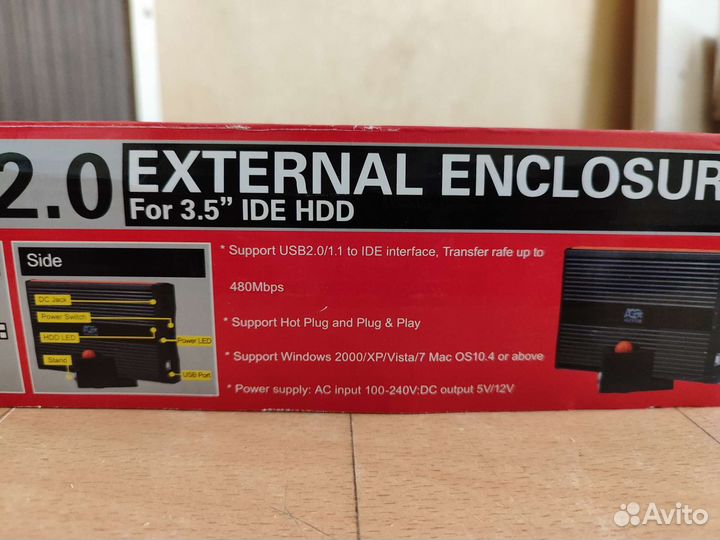 2.0 EXTERNAL ENCLOSUR
For 3.5” IDE HDD
Side
DC Jack
Power Switch
HDD LED
Power LED
Stand
USB Port
AGE
* Support USB2.0/1.1 to IDE interface, Transfer rafe up to
480Mbps
* Support Hot Plug and Plug & Play
* Support Windows 2000/XP/Vista/7 Mac OS10.4 or above
* Power supply: AC input 100-240V:DC output 5V/12V
AGE
Avito